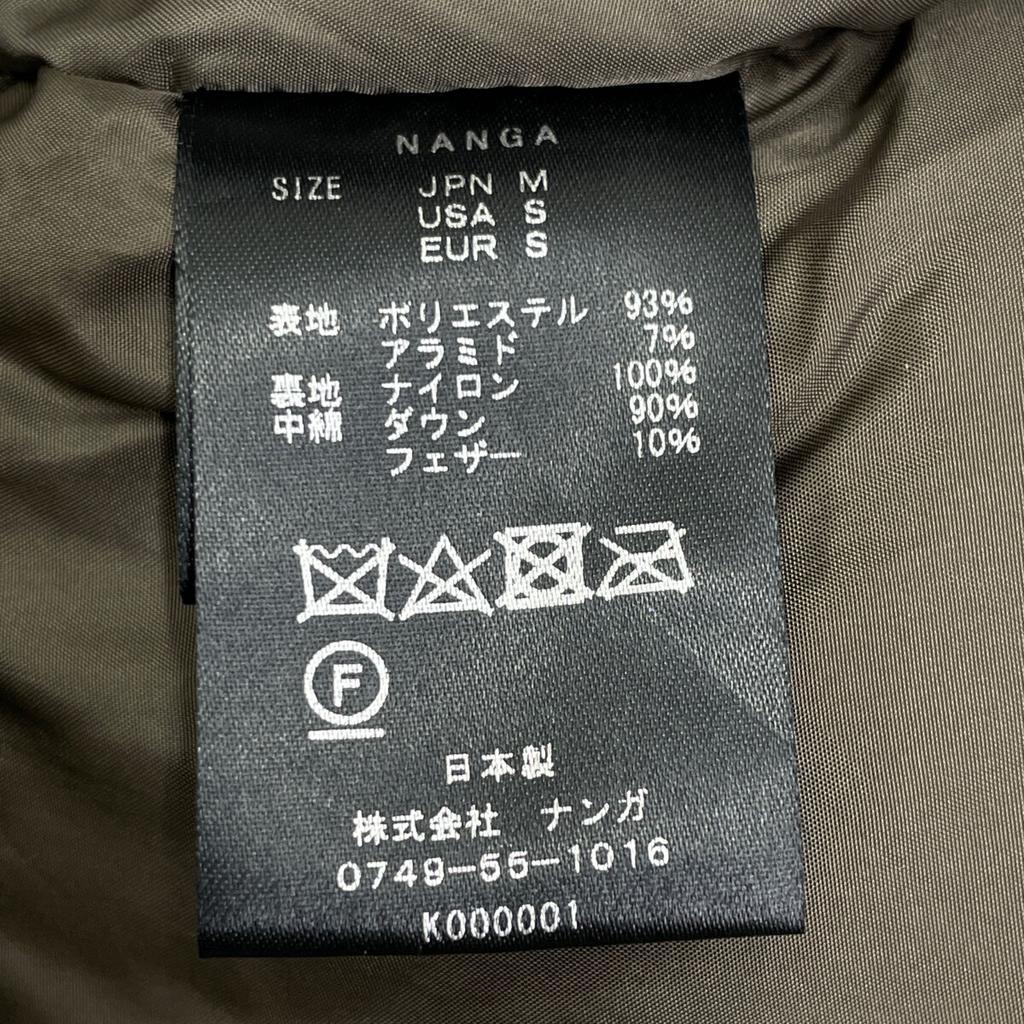 NANGA
SIZE JPN M
USA S
EUR S
表地 ポリエステル 93%
アラミド 7%
裏地 ナイロン 100%
中綿 ダウン 90%
フェザー 10%
F
日本製
株式会社 ナンガ
0749-55-1016
K000001